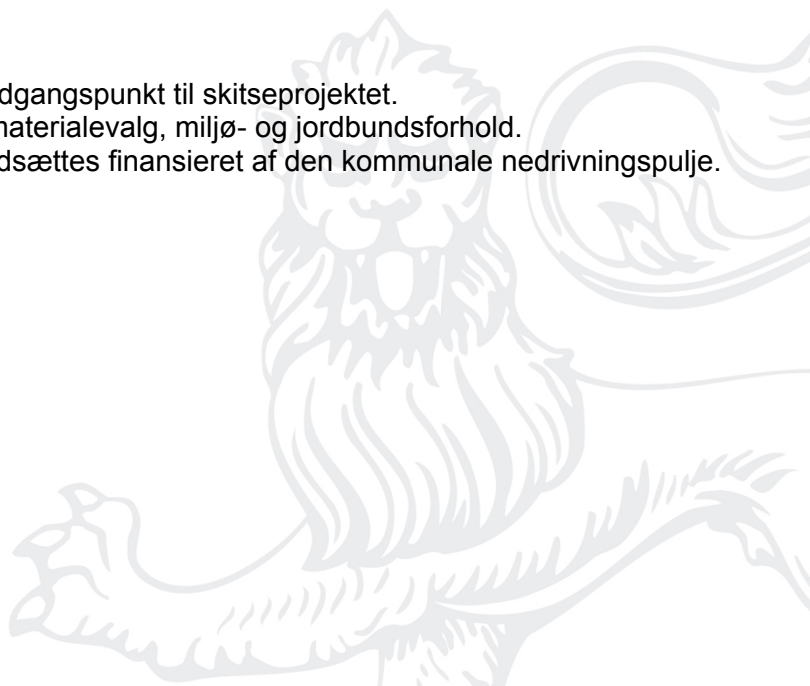 dgangspunkt til skitseprojektet.
naterialevalg, miljø- og jordbundsforhold.
dsættes finansieret af den kommunale nedrivningspulje.